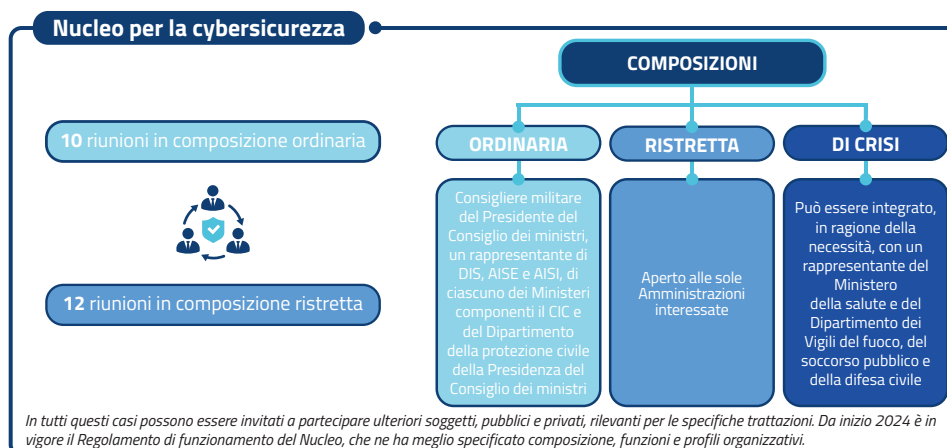 Nucleo per la cybersicurezza
10 riunioni in composizione ordinaria
12 riunioni in composizione ristretta
COMPOSIZIONI
ORDINARIA
Consigliere militare
del Presidente del
Consiglio dei ministri,
un rappresentante di
DIS, AISE e AISI, di
ciascuno dei Ministeri
componenti il CIC e
del Dipartimento
della protezione civile
della Presidenza del
Consiglio dei ministri
RISTRETTA
Aperto alle sole
Amministrazioni
interessate
DI CRISI
Può essere integrato,
in ragione della
necessità, con un
rappresentante del
Ministero
della salute e del
Dipartimento dei
Vigili del fuoco, del
soccorso pubblico e
della difesa civile
In tutti questi casi possono essere invitati a partecipare ulteriori soggetti, pubblici e privati, rilevanti per le specifiche trattazioni. Da inizio 2024 è in
vigore il Regolamento di funzionamento del Nucleo, che ne ha meglio specificato composizione, funzioni e profili organizzativi.